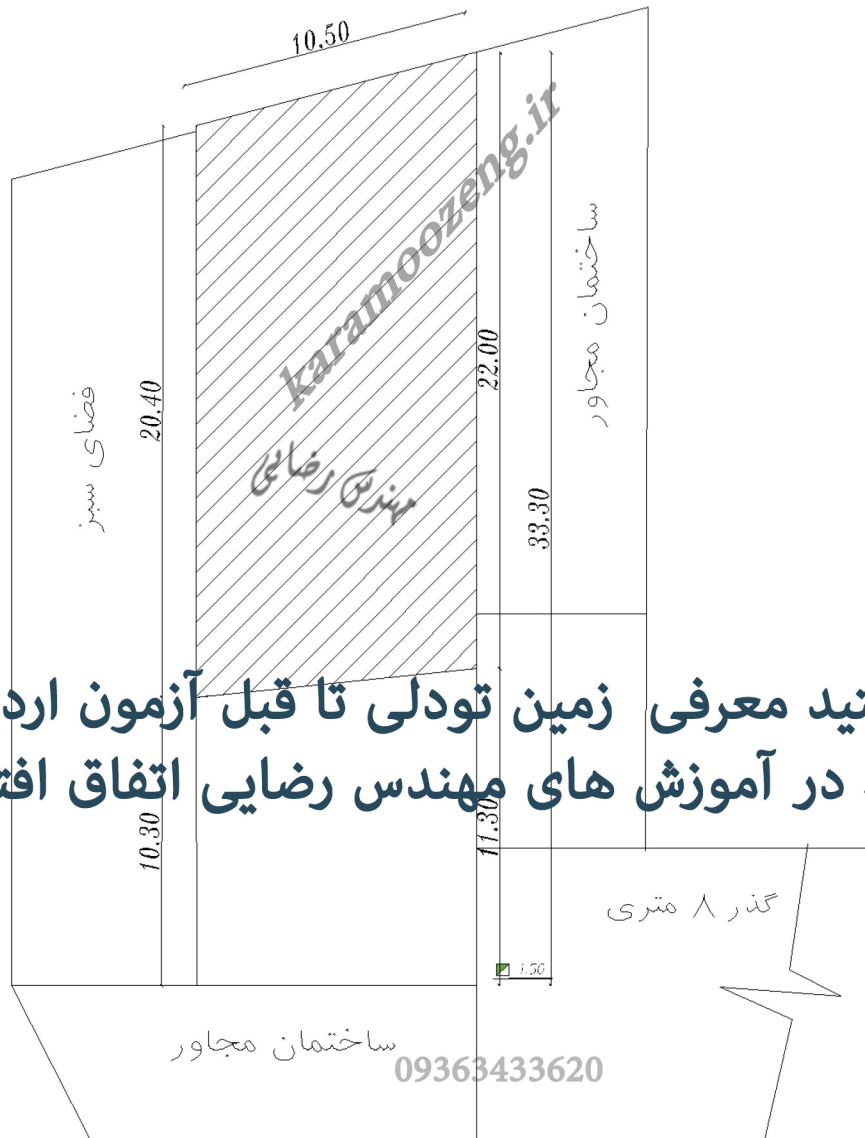 10.50
karamoozeng.ir
ساختمان مجاور
فضای سبز
20.40
22.00
33.30
مهندس رضایی
نید معرفی زمین تودلی تا قبل آزمون ارد
در آموزش های مهندس رضایی اتفاق افت
10.30
11.30
گذر ۸ متری
1.50
ساختمان مجاور
09363433620